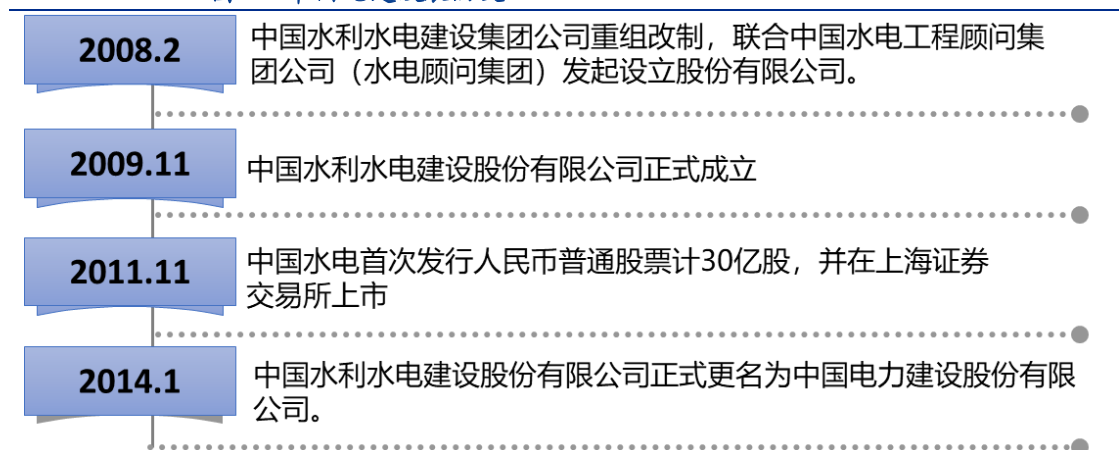 2008.2
中国水利水电建设集团公司重组改制，联合中国水电工程顾问集
团公司（水电顾问集团）发起设立股份有限公司。
2009.11
中国水利水电建设股份有限公司正式成立
2011.11
中国水电首次发行人民币普通股票计30亿股，并在上海证券
交易所上市
2014.1
中国水利水电建设股份有限公司正式更名为中国电力建设股份有限
公司。